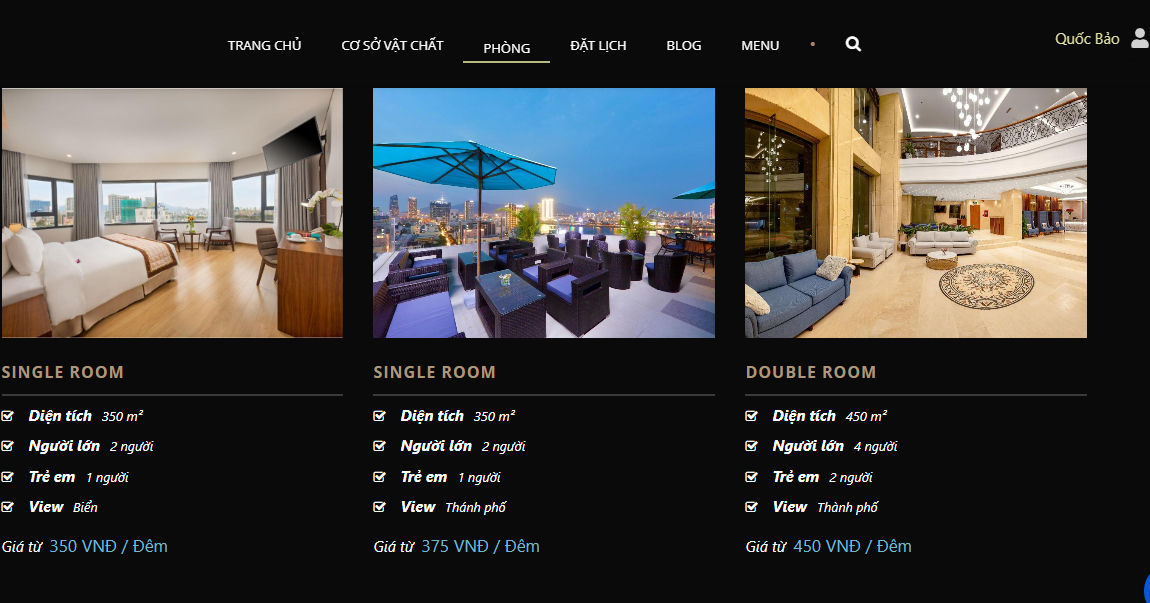 TRANG CHỦ CƠ SỞ VẬT CHẤT PHÒNG ĐẶT LỊCH BLOG MENU
Quốc Bảo
SINGLE ROOM
Diện tích 350 m²
Người lớn 2 người
Trẻ em 1 người
View Biển
Giá từ 350 VNĐ / Đêm
SINGLE ROOM
Diện tích 350 m²
Người lớn 2 người
Trẻ em 1 người
View Thánh phố
Giá từ 375 VNĐ / Đêm
DOUBLE ROOM
Diện tích 450 m²
Người lớn 4 người
Trẻ em 2 người
View Thành phố
Giá từ 450 VNĐ / Đêm